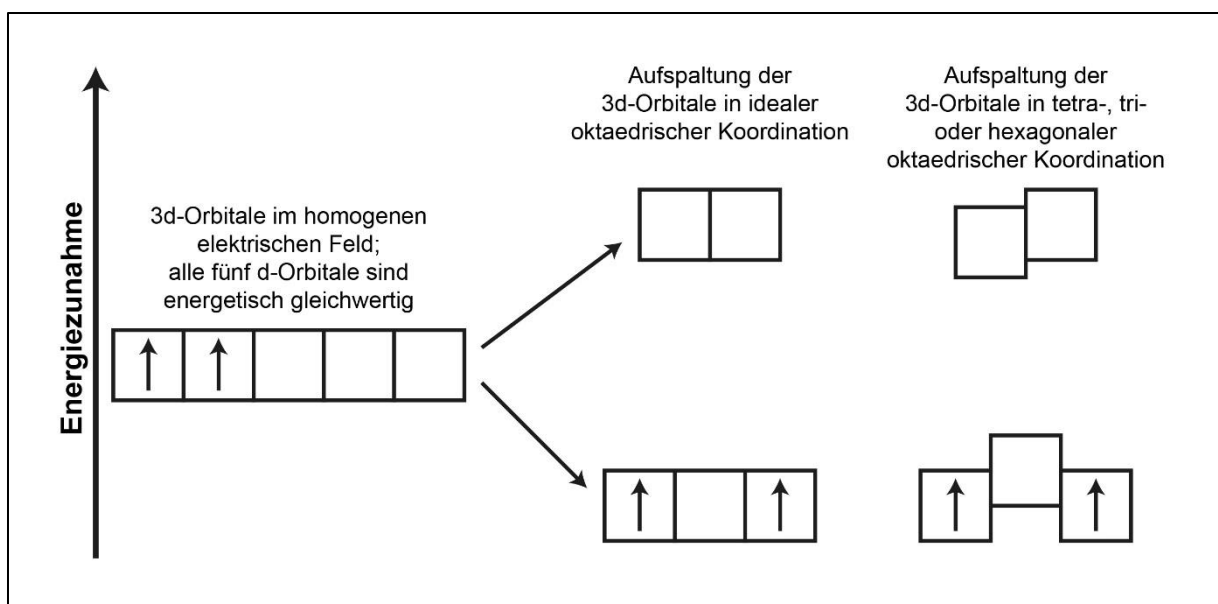 Energiezunahme
3d-Orbitale im homogenen
elektrischen Feld;
alle fünf d-Orbitale sind
energetisch gleichwertig
Aufspaltung der
3d-Orbitale in idealer
oktaedrischer Koordination
Aufspaltung der
3d-Orbitale in tetra-, tri-
oder hexagonaler
oktaedrischer Koordination